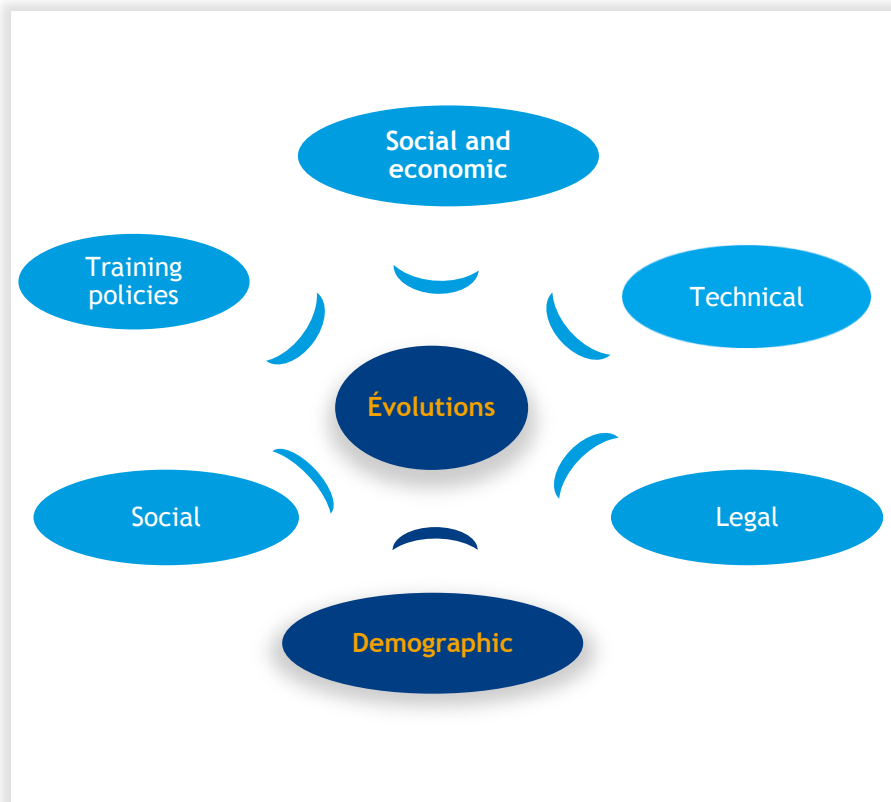 Social and
economic
Training
policies
Technical
Évolutions
Social
Legal
Demographic